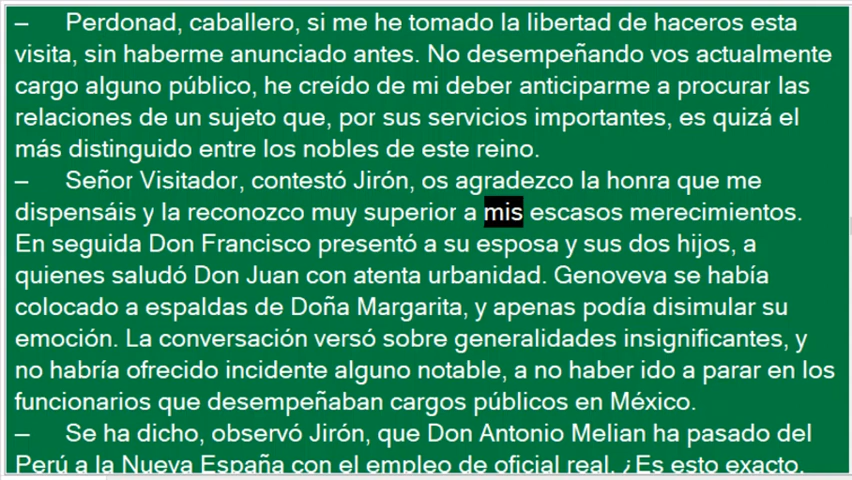 – Perdonad, caballero, si me he tomado la libertad de haceros esta
visita, sin haberme anunciado antes. No desempeñando vos actualmente
cargo alguno público, he creído de mi deber anticiparme a procurar las
relaciones de un sujeto que, por sus servicios importantes, es quizá el
más distinguido entre los nobles de este reino.
– Señor Visitador, contestó Jirón, os agradezco la honra que me
dispensáis y la reconozco muy superior a mis escasos merecimientos.
En seguida Don Francisco presentó a su esposa y sus dos hijos, a
quienes saludó Don Juan con atenta urbanidad. Genoveva se había
colocado a espaldas de Doña Margarita, y apenas podía disimular su
emoción. La conversación versó sobre generalidades insignificantes, y
no habría ofrecido incidente alguno notable, a no haber ido a parar en los
funcionarios que desempeñaban cargos públicos en México.
– Se ha dicho, observó Jirón, que Don Antonio Melian ha pasado del
Perú a la Nueva España con el empleo de oficial real. ¿Es esto exacto,